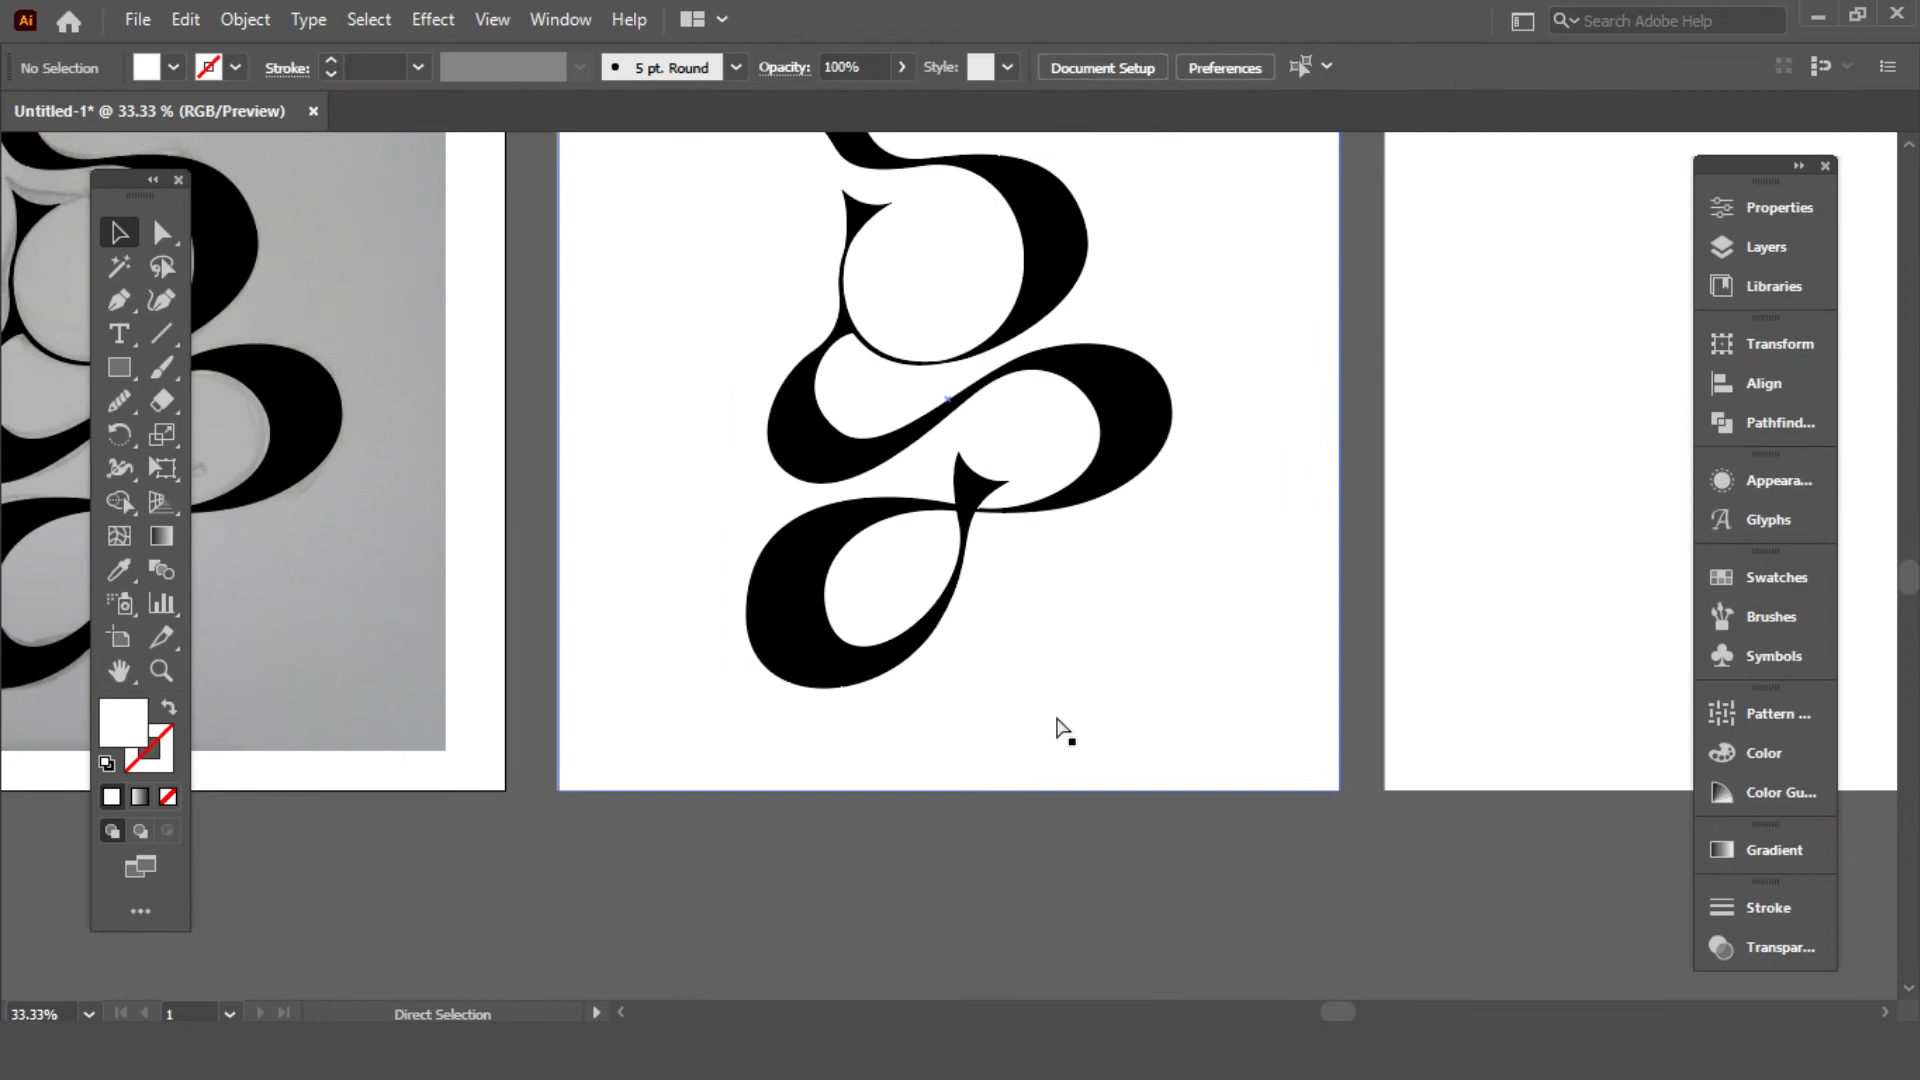 Ai File Edit Object Type Select Effect View Window Help Search Adobe Help
No Selection Stroke: 5 pt. Round Opacity: 100% Style: Document Setup Preferences
Untitled-1* @ 33.33 % (RGB/Preview)
Properties
Layers
Libraries
Transform
Align
Pathfind...
Appeara...
Glyphs
Swatches
Brushes
Symbols
Pattern ...
Color
Color Gu...
Gradient
Stroke
Transpar...
g
33.33% 1 Direct Selection